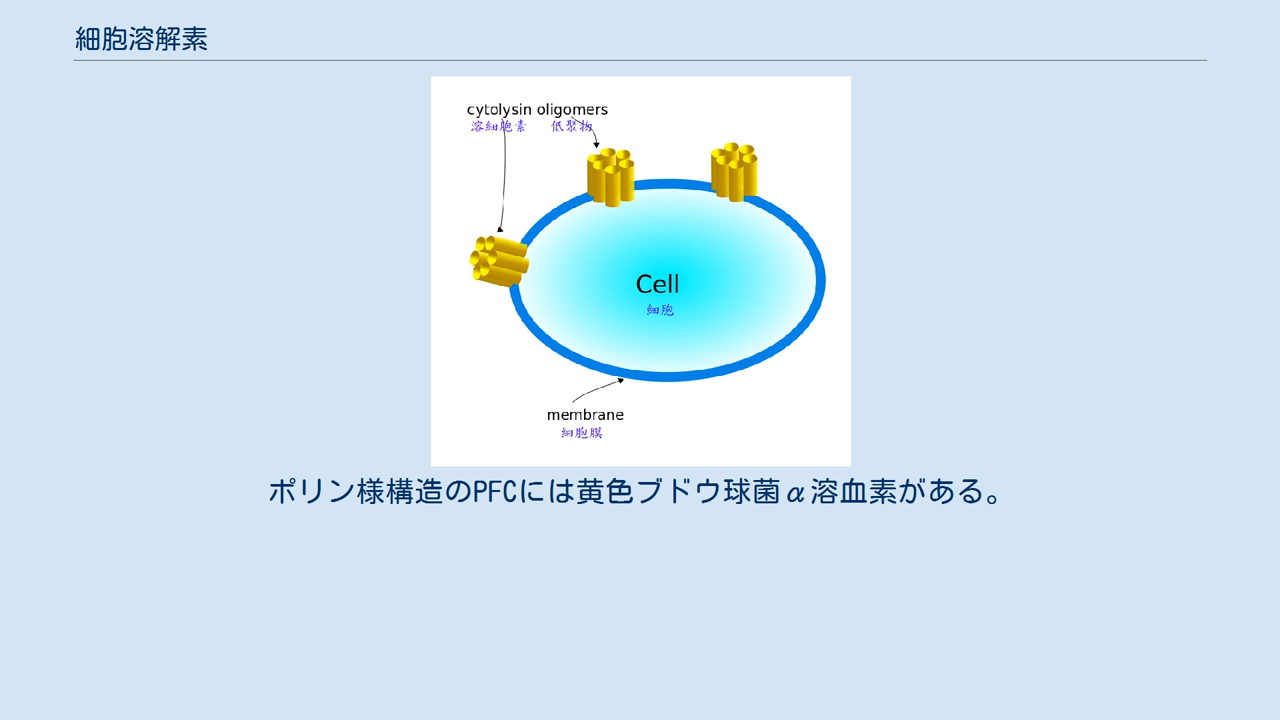 細胞溶解素
cytolysin oligomers
溶細胞素 低聚物
Cell
細胞
membrane
細胞膜
ポリン様構造のPFCには黄色ブドウ球菌α溶血素がある。